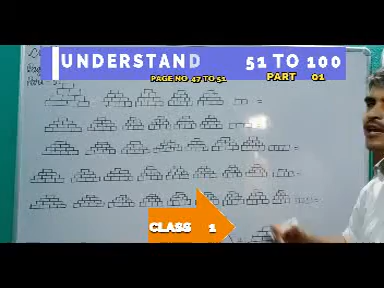 UNDERSTAND 51 TO 100
PAGE NO. 47 TO 51
PART 01
CLASS 1